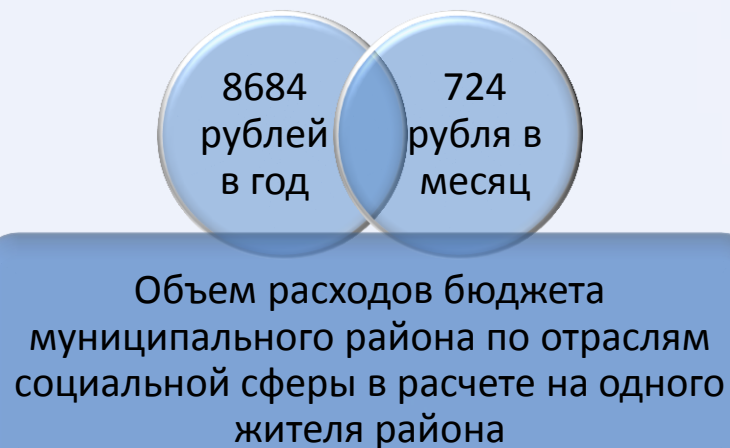 8684
рублей
в год
724
рубля в
месяц
Объем расходов бюджета
муниципального района по отраслям
социальной сферы в расчете на одного
жителя района